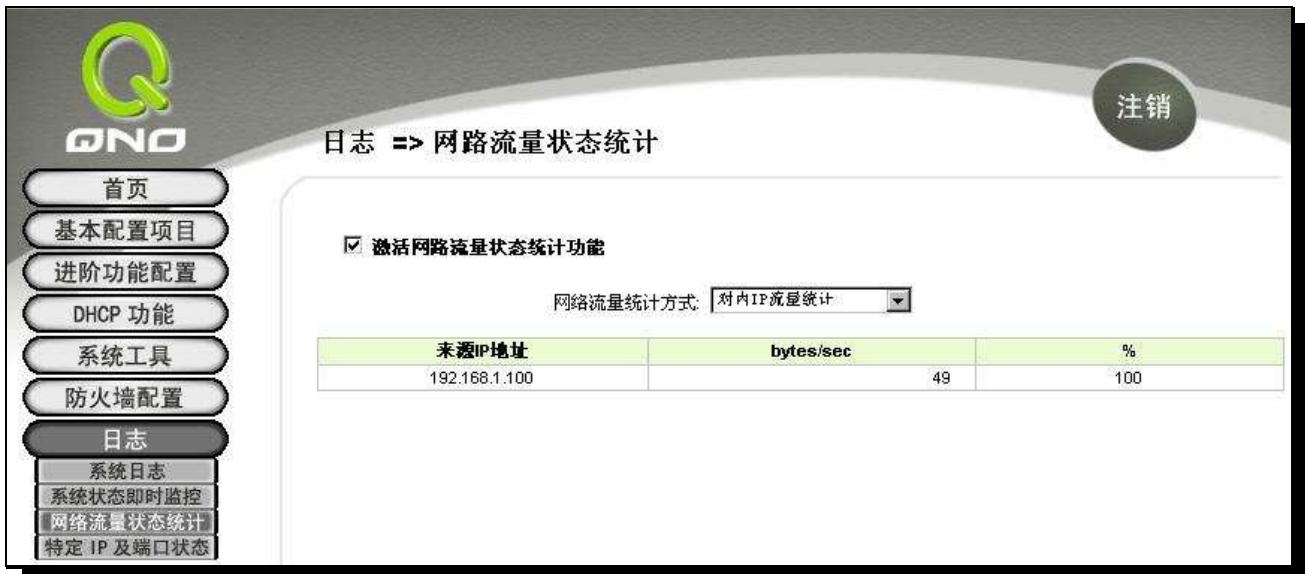 QNO
注销
日志 => 网路流量状态统计
首页
基本配置项目
进阶功能配置
DHCP 功能
系统工具
防火墙配置
日志
系统日志
系统状态即时监控
网络流量状态统计
特定 IP 及端口状态
激活网路流量状态统计功能
网络流量统计方式: 对内IP流量统计
来源IP地址 bytes/sec %
192.168.1.100 49 100